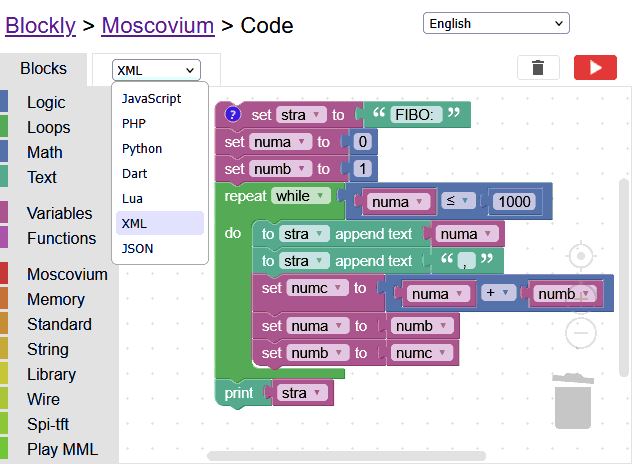 Blockly > Moscovium > Code
English
Blocks
XML
JavaScript
PHP
Python
Dart
Lua
XML
JSON
Logic
Loops
Math
Text
Variables
Functions
Moscovium
Memory
Standard
String
Library
Wire
Spi-tft
Play MML
? set stra to “ FIBO: ”
set numa to 0
set numb to 1
repeat while numa ≤ 1000
do to stra append text numa
to stra append text “ , ”
set numc to numa + numb
set numa to numb
set numb to numc
print stra